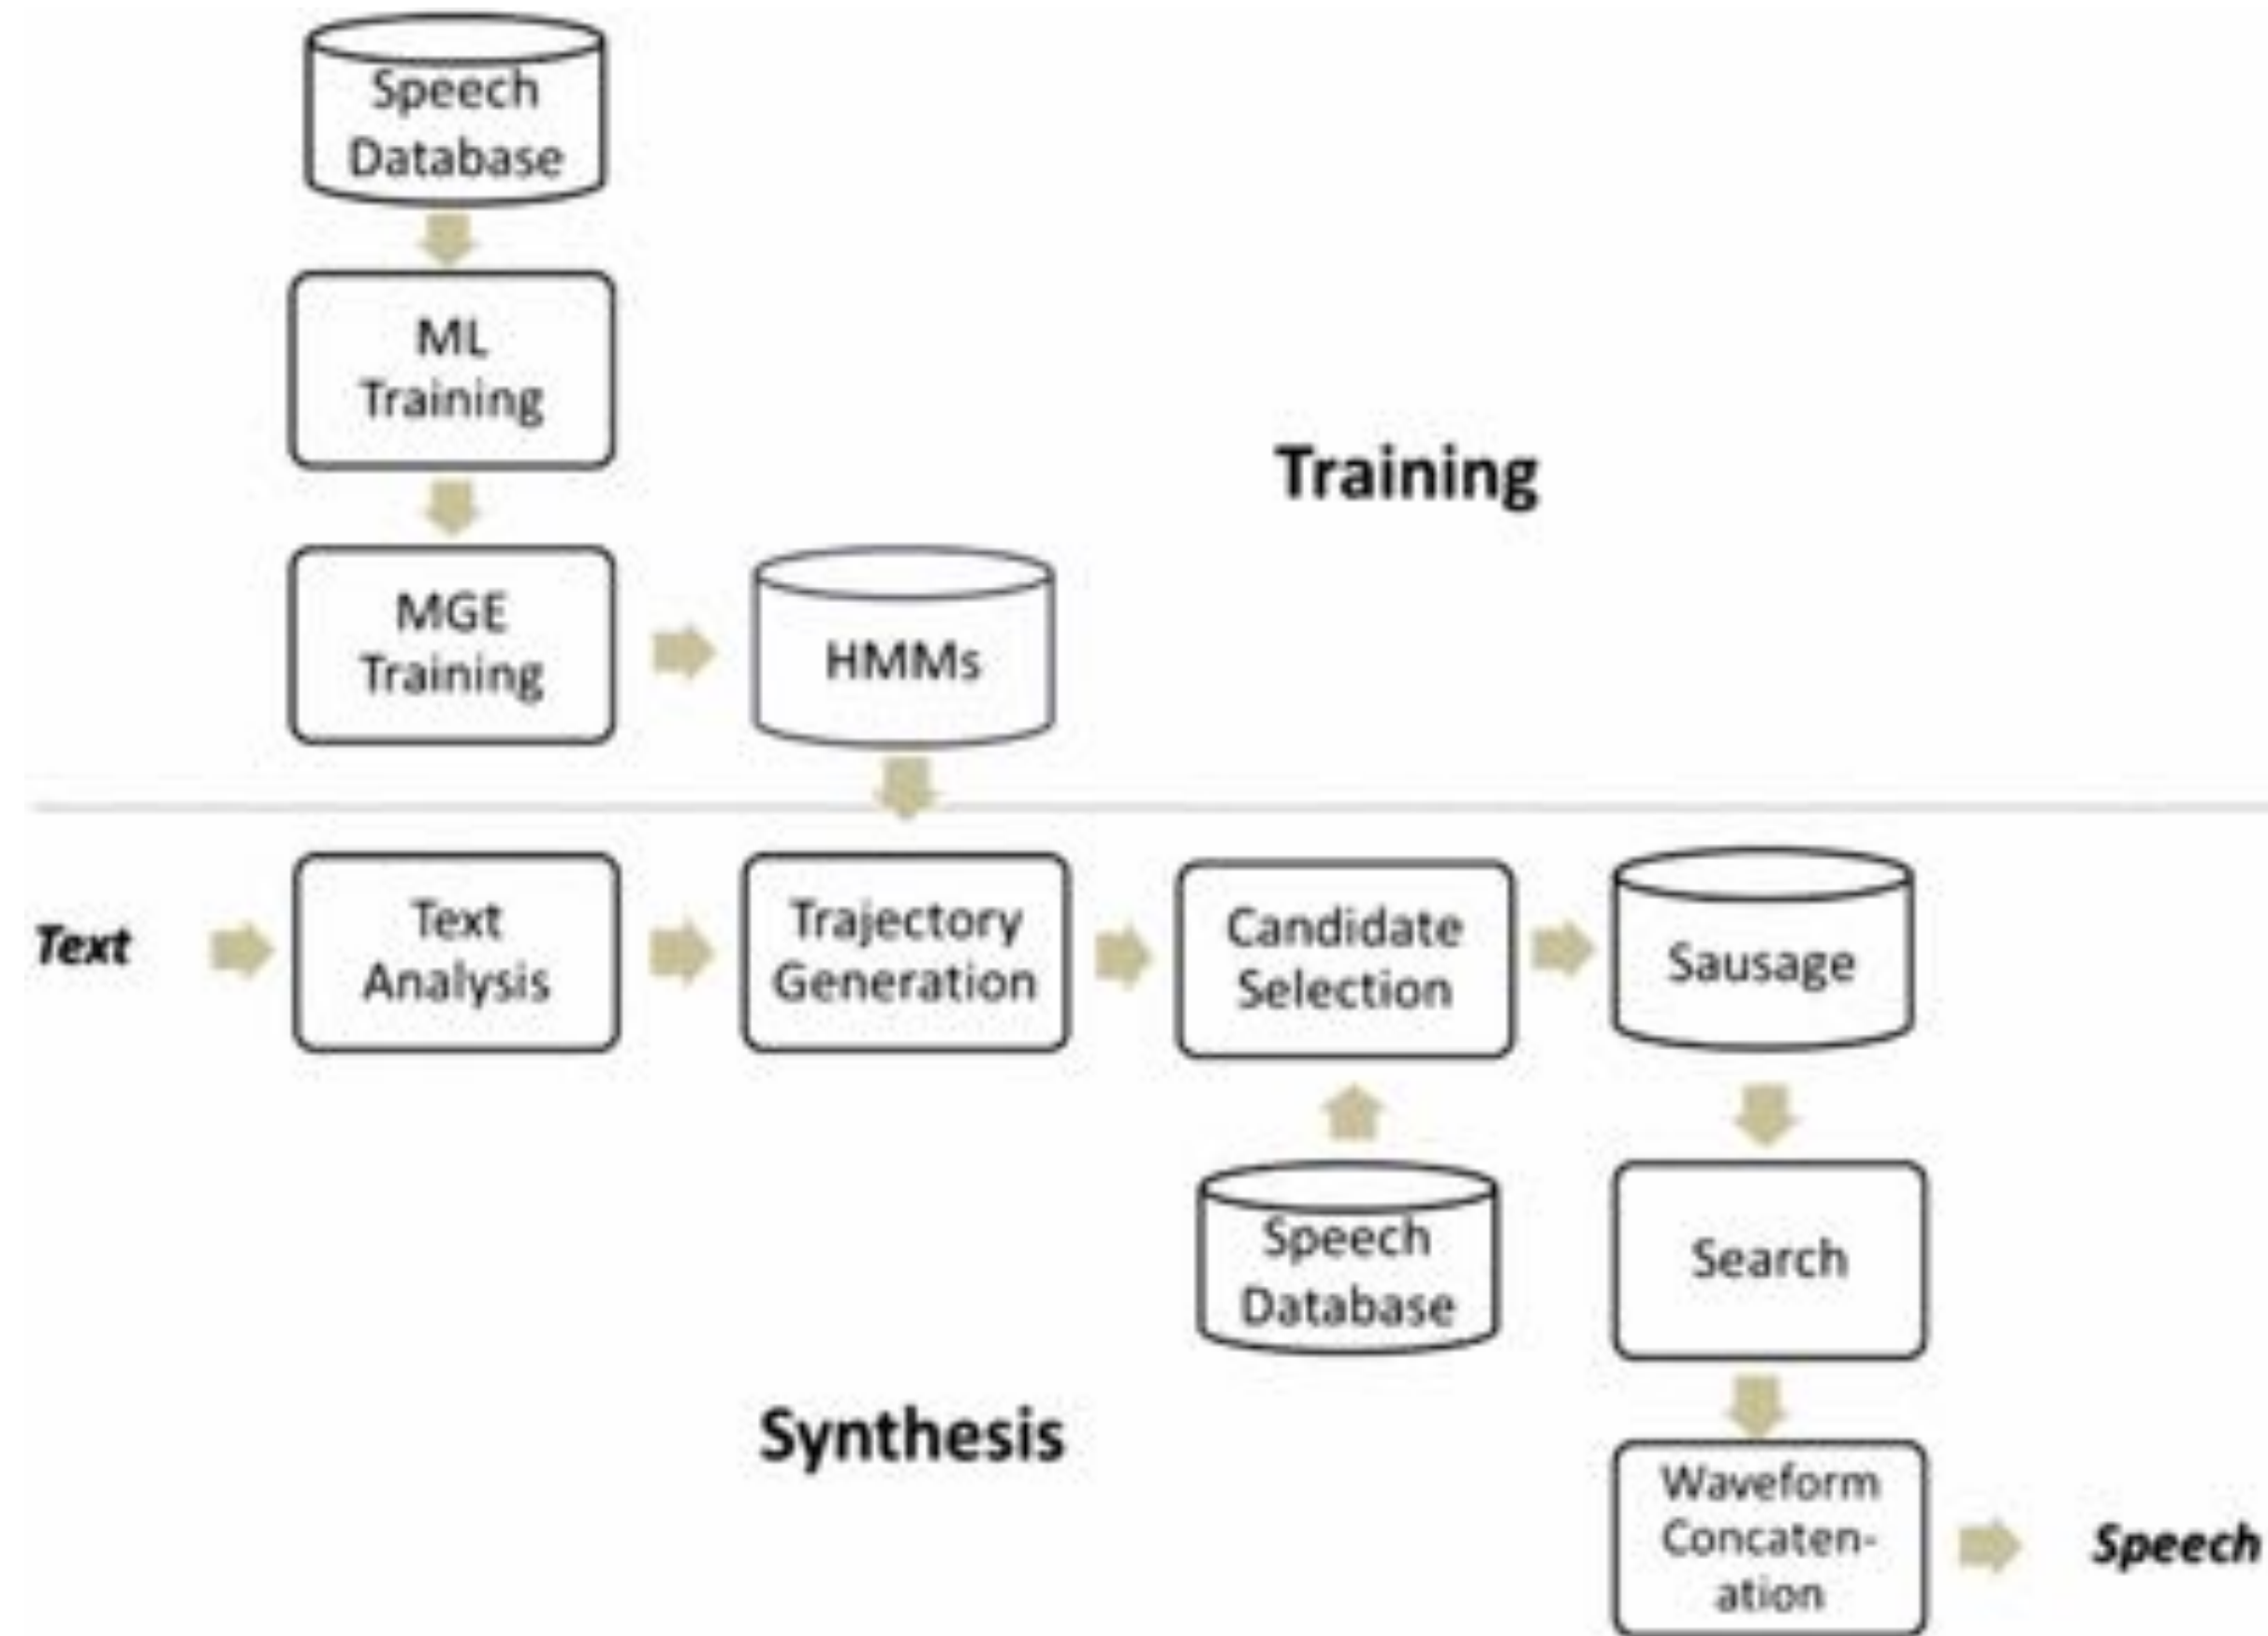 Speech
Database
ML
Training
Training
MGE
Training
HMMs
Text
Text
Analysis
Trajectory
Generation
Candidate
Selection
Sausage
Speech
Database
Search
Synthesis
Waveform
Concaten-
ation
Speech